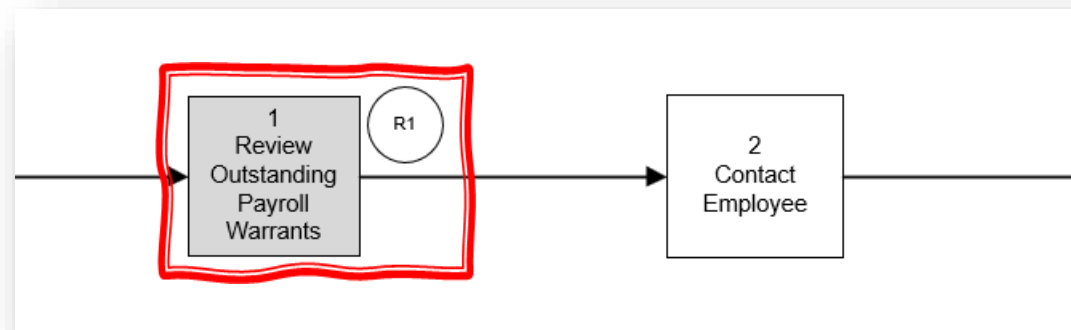 1
Review
Outstanding
Payroll
Warrants
R1
2
Contact
Employee